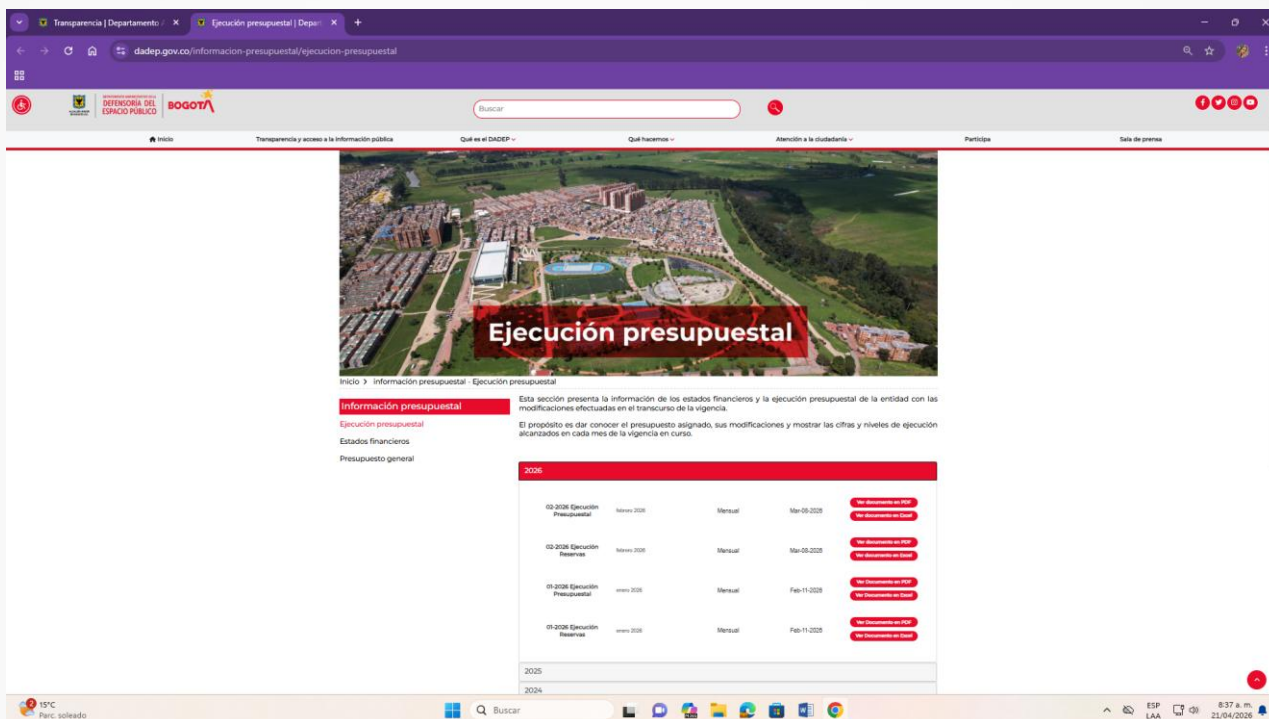 Transparencia | Departamento /
Ejecución presupuestal | Depart
dadep.gov.co/informacion-presupuestal/ejecucion-presupuestal
DEFENSORÍA DEL
ESPACIO PÚBLICO
BOGOTÁ
Buscar
Inicio
Transparencia y acceso a la información pública
Qué es el DADEP
Qué hacemos
Atención a la ciudadanía
Participa
Sala de prensa
Ejecución presupuestal
Inicio > información presupuestal - Ejecución presupuestal
Información presupuestal
Ejecución presupuestal
Estados financieros
Presupuesto general
Esta sección presenta la información de los estados financieros y la ejecución presupuestal de la entidad con las
modificaciones efectuadas en el transcurso de la vigencia.
El propósito es dar conocer el presupuesto asignado, sus modificaciones y mostrar las cifras y niveles de ejecución
alcanzados en cada mes de la vigencia en curso.
2026
02-2026 Ejecución
Presupuestal
febrero 2026
Mensual
Mar-08-2026
Ver documento en PDF
Ver documento en Excel
02-2026 Ejecución
Reservas
febrero 2026
Mensual
Mar-08-2026
Ver documento en PDF
Ver documento en Excel
01-2026 Ejecución
Presupuestal
enero 2026
Mensual
Feb-11-2026
Ver Documento en PDF
Ver Documento en Excel
01-2026 Ejecución
Reservas
enero 2026
Mensual
Feb-11-2026
Ver Documento en PDF
Ver Documento en Excel
2025
2024
2
15°C
Parc. soleado
Buscar
ESP
LAA
8:37 a. m.
21/04/2026